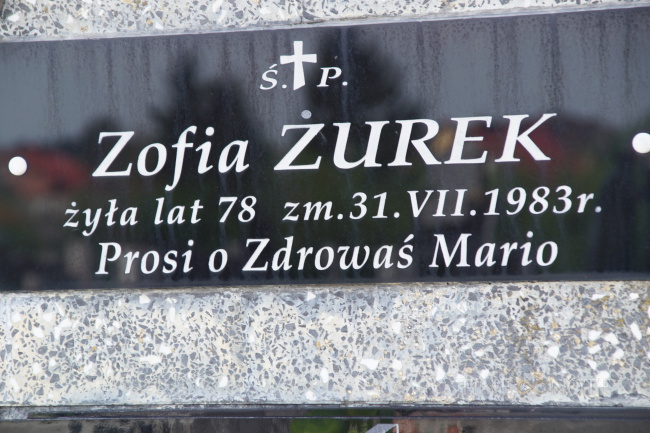 Ś. P.
Zofia ŻUREK
żyła lat 78 zm.31.VII.1983r.
Prosi o Zdrowaś Mario